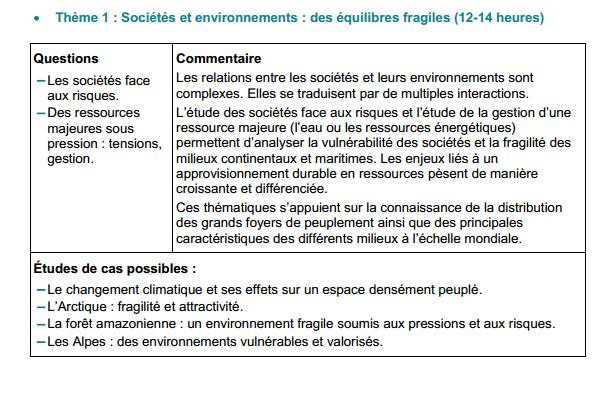 • Thème 1 : Sociétés et environnements : des équilibres fragiles (12-14 heures)
Questions
– Les sociétés face
aux risques.
– Des ressources
majeures sous
pression : tensions,
gestion.
Commentaire
Les relations entre les sociétés et leurs environnements sont
complexes. Elles se traduisent par de multiples interactions.
L’étude des sociétés face aux risques et l’étude de la gestion d’une
ressource majeure (l’eau ou les ressources énergétiques)
permettent d’analyser la vulnérabilité des sociétés et la fragilité des
milieux continentaux et maritimes. Les enjeux liés à un
approvisionnement durable en ressources pèsent de manière
croissante et différenciée.
Ces thématiques s’appuient sur la connaissance de la distribution
des grands foyers de peuplement ainsi que des principales
caractéristiques des différents milieux à l’échelle mondiale.
Études de cas possibles :
– Le changement climatique et ses effets sur un espace densément peuplé.
– L’Arctique : fragilité et attractivité.
– La forêt amazonienne : un environnement fragile soumis aux pressions et aux risques.
– Les Alpes : des environnements vulnérables et valorisés.